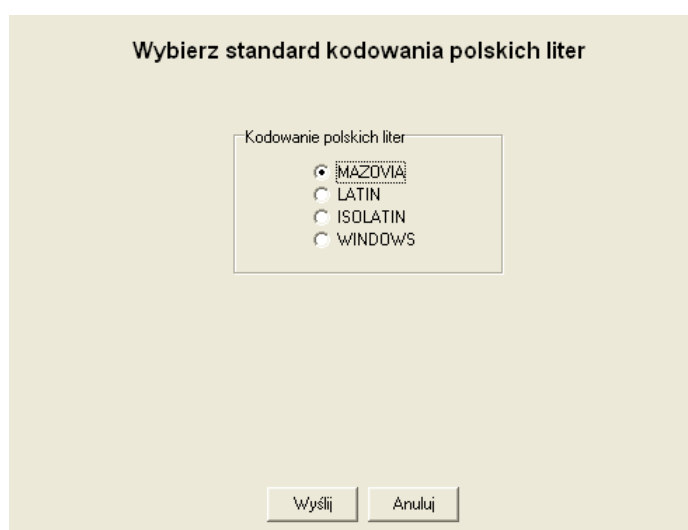 Wybierz standard kodowania polskich liter
Kodowanie polskich liter
MAZOVIA
LATIN
ISOLATIN
WINDOWS
Wyślij
Anuluj